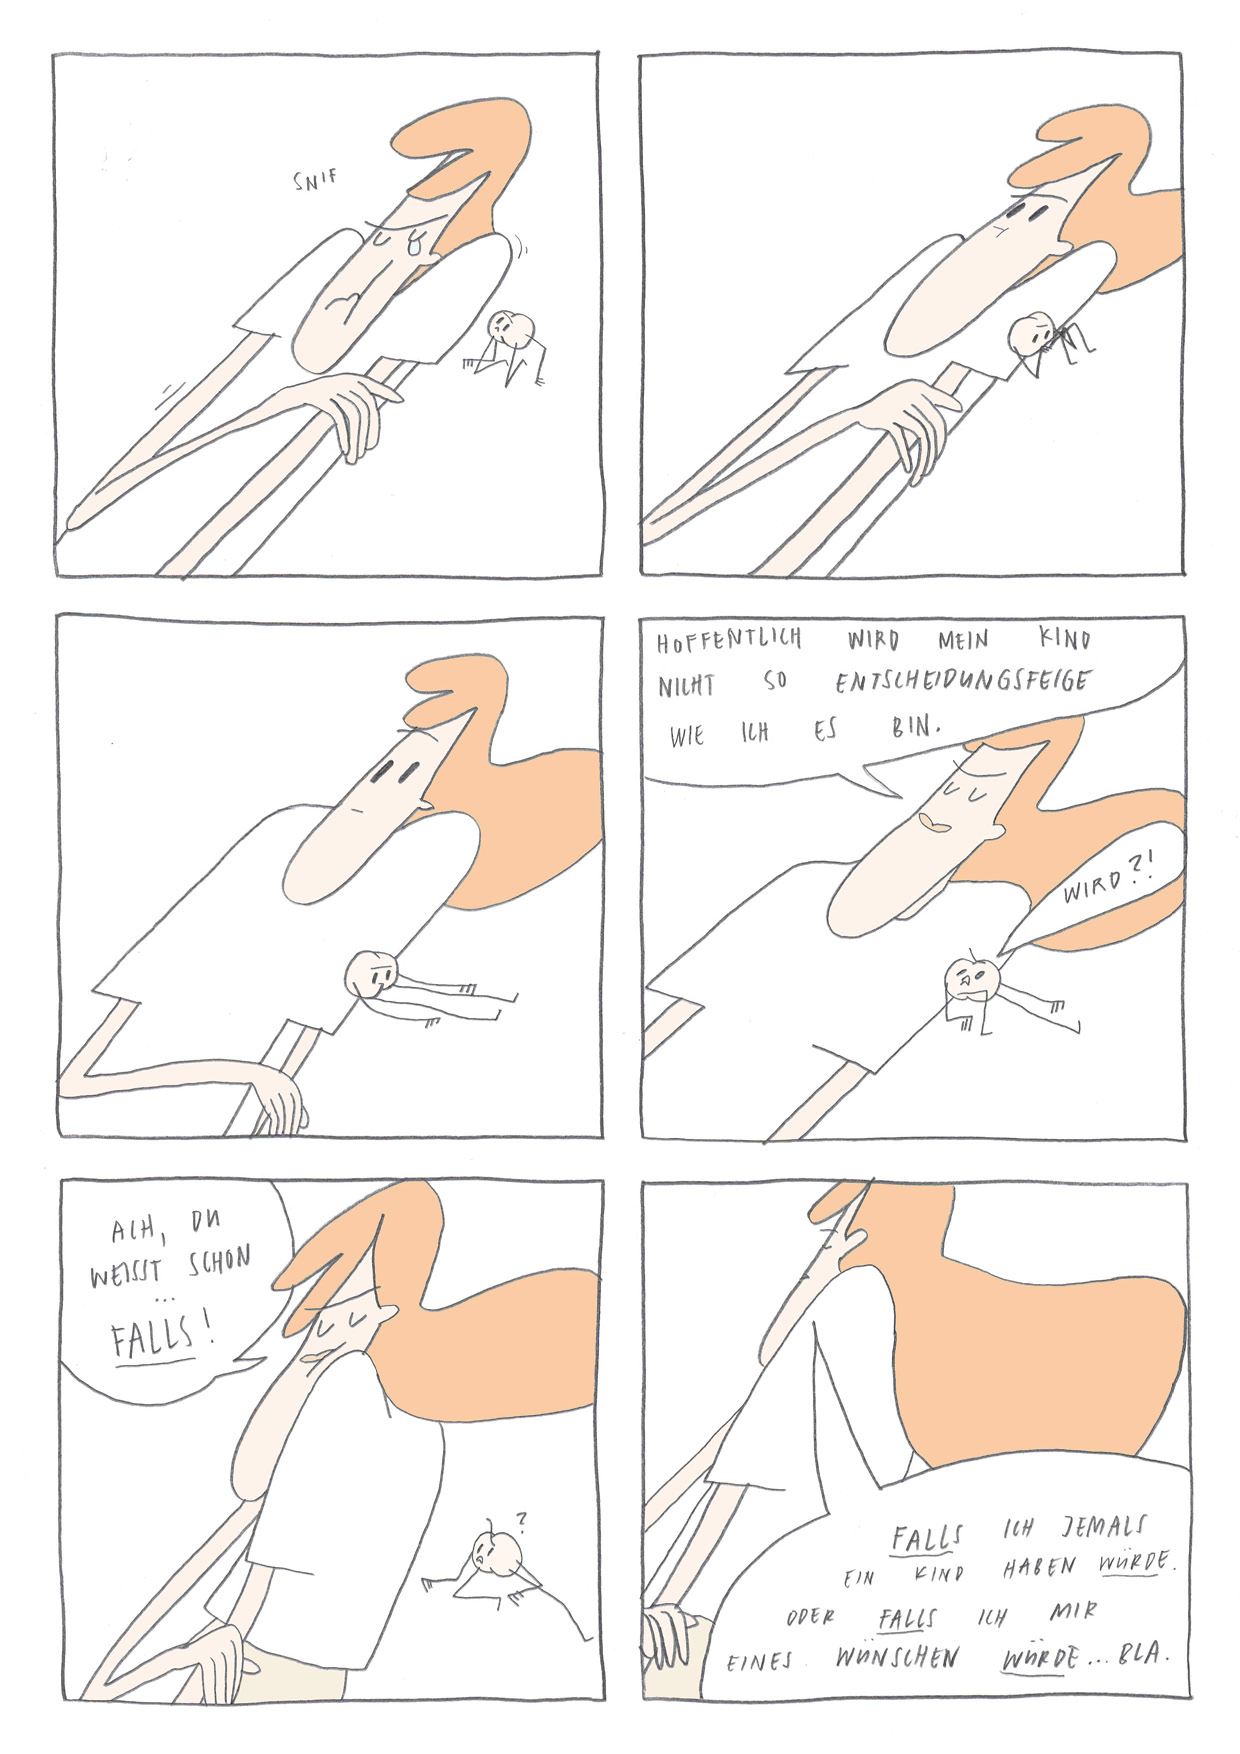 SNIF
HOFFENTLICH WIRD MEIN KIND
NICHT SO ENTSCHEIDUNGSFEIGE
WIE ICH ES BIN.
WIRD?!
ACH, DU
WEISST SCHON
...
FALLS!
?
FALLS ICH JEMALS
EIN KIND HABEN WÜRDE.
ODER FALLS ICH MIR
EINES WÜNSCHEN WÜRDE... BLA.